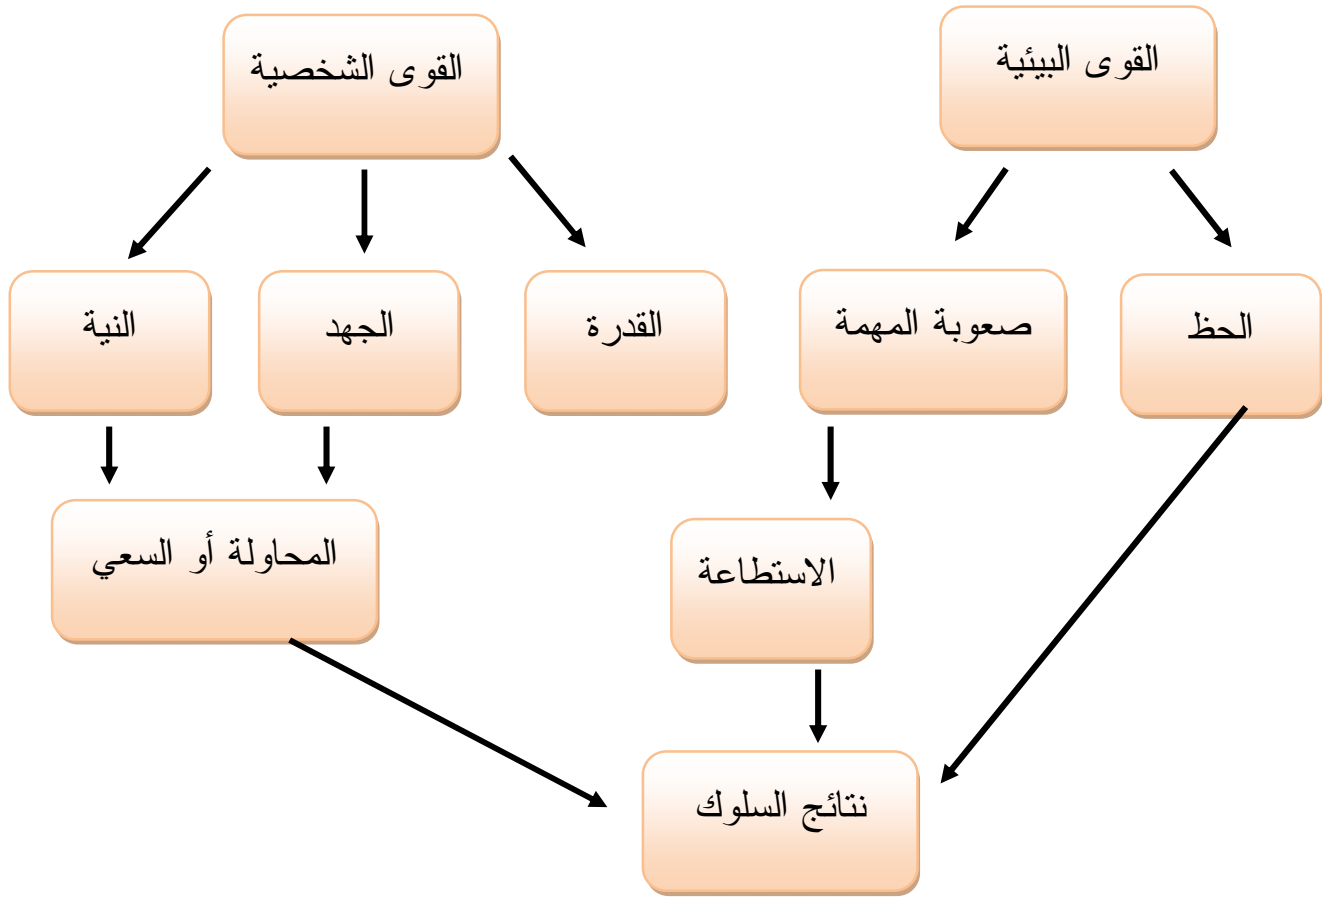 القوى البيئية
القوى الشخصية
الحظ
صعوبة المهمة
القدرة
الجهد
النية
الاستطاعة
المحاولة أو السعي
نتائج السلوك